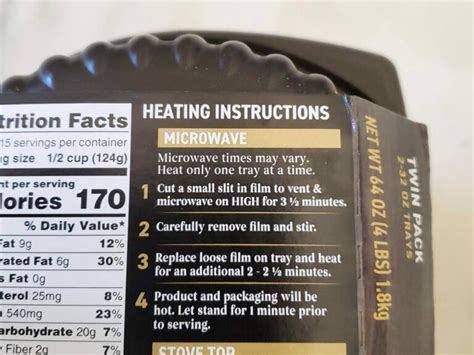 trition Facts
15 servings per container
ng size 1/2 cup (124g)
nt per serving
lories 170
% Daily Value*
Fat 9g 12%
rated Fat 6g 30%
s Fat 0g
terol 25mg 8%
540mg 23%
arbohydrate 20g 7%
Fiber 2g 7%
HEATING INSTRUCTIONS
MICROWAVE
Microwave times may vary.
Heat only one tray at a time.
1 Cut a small slit in film to vent &
microwave on HIGH for 3 ½ minutes.
2 Carefully remove film and stir.
3 Replace loose film on tray and heat
for an additional 2 - 2 ½ minutes.
4 Product and packaging will be
hot. Let stand for 1 minute prior
to serving.
STOVE TOP
TWIN PACK
2-32 OZ TRAYS
NET WT 64 OZ (4 LBS) 1.8kg